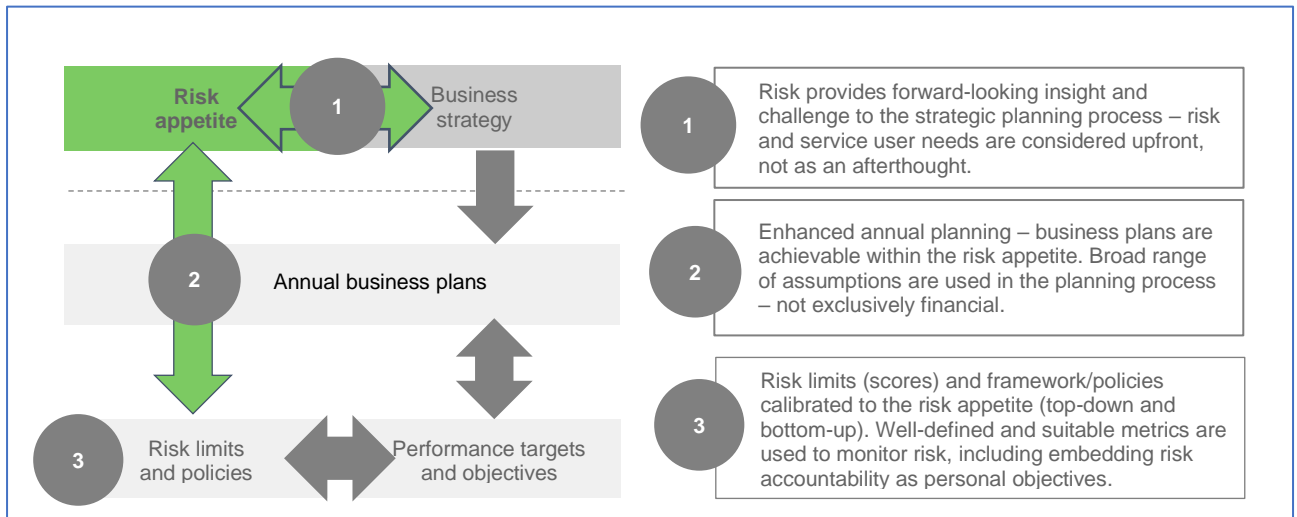 Risk
appetite
1
Business
strategy
2
Annual business plans
3
Risk limits
and policies
Performance targets
and objectives
1
Risk provides forward-looking insight and
challenge to the strategic planning process – risk
and service user needs are considered upfront,
not as an afterthought.
2
Enhanced annual planning – business plans are
achievable within the risk appetite. Broad range
of assumptions are used in the planning process
– not exclusively financial.
3
Risk limits (scores) and framework/policies
calibrated to the risk appetite (top-down and
bottom-up). Well-defined and suitable metrics are
used to monitor risk, including embedding risk
accountability as personal objectives.